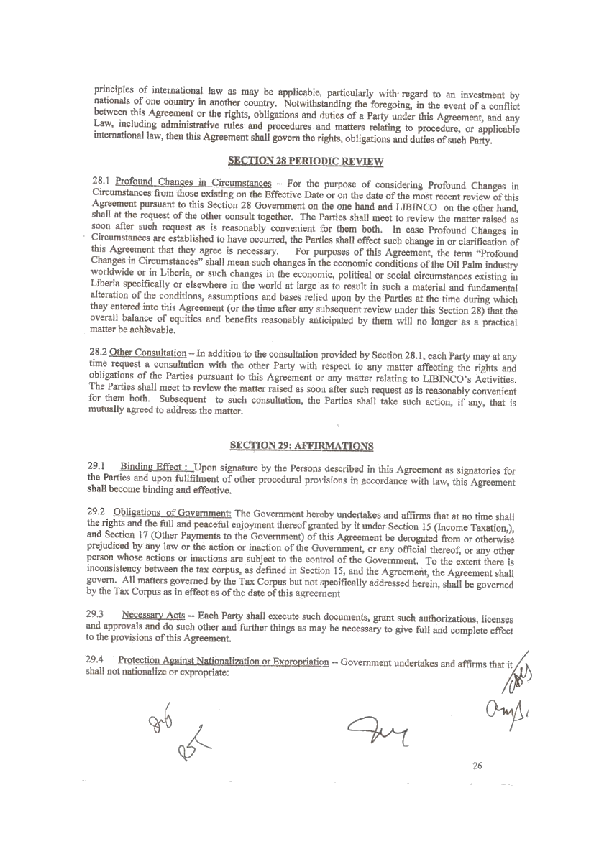 principles of international law as may be applicable, particularly with regard to an investment by
nationals of one country in another country. Notwithstanding the foregoing, in the event of a conflict
between this Agreement or the rights, obligations and duties of a Party under this Agreement, and any
Law, including administrative rules and procedures and matters relating to procedure, or applicable
international law, then this Agreement shall govern the rights, obligations and duties of such Party.
SECTION 28 PERIODIC REVIEW
28.1 Profound Changes in Circumstances – For the purpose of considering Profound Changes in
Circumstances from those existing on the Effective Date or on the date of the most recent review of this
Agreement pursuant to this Section 28 Government on the one hand and LIBINCO on the other hand,
shall at the request of the other consult together. The Parties shall meet to review the matter raised as
soon after such request as is reasonably convenient for them both. In case Profound Changes in
Circumstances are established to have occurred, the Parties shall effect such change in or clarification of
this Agreement that they agree is necessary. For purposes of this Agreement, the term "Profound
Changes in Circumstances" shall mean such changes in the economic conditions of the Oil Palm industry
worldwide or in Liberia, or such changes in the economic, political or social circumstances existing in
Liberia specifically or elsewhere in the world at large as to result in such a material and fundamental
alteration of the conditions, assumptions and bases relied upon by the Parties at the time during which
they entered into this Agreement (or the time after any subsequent review under this Section 28) that the
overall balance of equities and benefits reasonably anticipated by them will no longer as a practical
matter be achievable.
28.2 Other Consultation – In addition to the consultation provided by Section 28.1, each Party may at any
time request a consultation with the other Party with respect to any matter affecting the rights and
obligations of the Parties pursuant to this Agreement or any matter relating to LIBINCO's Activities.
The Parties shall meet to review the matter raised as soon after such request as is reasonably convenient
for them both. Subsequent to such consultation, the Parties shall take such action, if any, that is
mutually agreed to address the matter.
SECTION 29: AFFIRMATIONS
29.1 Binding Effect : Upon signature by the Persons described in this Agreement as signatories for
the Parties and upon fullfilment of other procedural provisions in accordance with law, this Agreement
shall become binding and effective.
29.2 Obligations of Government: The Government hereby undertakes and affirms that at no time shall
the rights and the full and peaceful enjoyment thereof granted by it under Section 15 (Income Taxation,),
and Section 17 (Other Payments to the Government) of this Agreement be derogated from or otherwise
prejudiced by any law or the action or inaction of the Government, or any official thereof, or any other
person whose actions or inactions are subject to the control of the Government. To the extent there is
inconsistency between the tax corpus, as defined in Section 15, and the Agreement, the Agreement shall
govern. All matters governed by the Tax Corpus but not specifically addressed herein, shall be governed
by the Tax Corpus as in effect as of the date of this agreement
29.3 Necessary Acts -- Each Party shall execute such documents, grant such authorizations, licenses
and approvals and do such other and further things as may be necessary to give full and complete effect
to the provisions of this Agreement.
29.4 Protection Against Nationalization or Expropriation -- Government undertakes and affirms that it
shall not nationalize or expropriate:
26